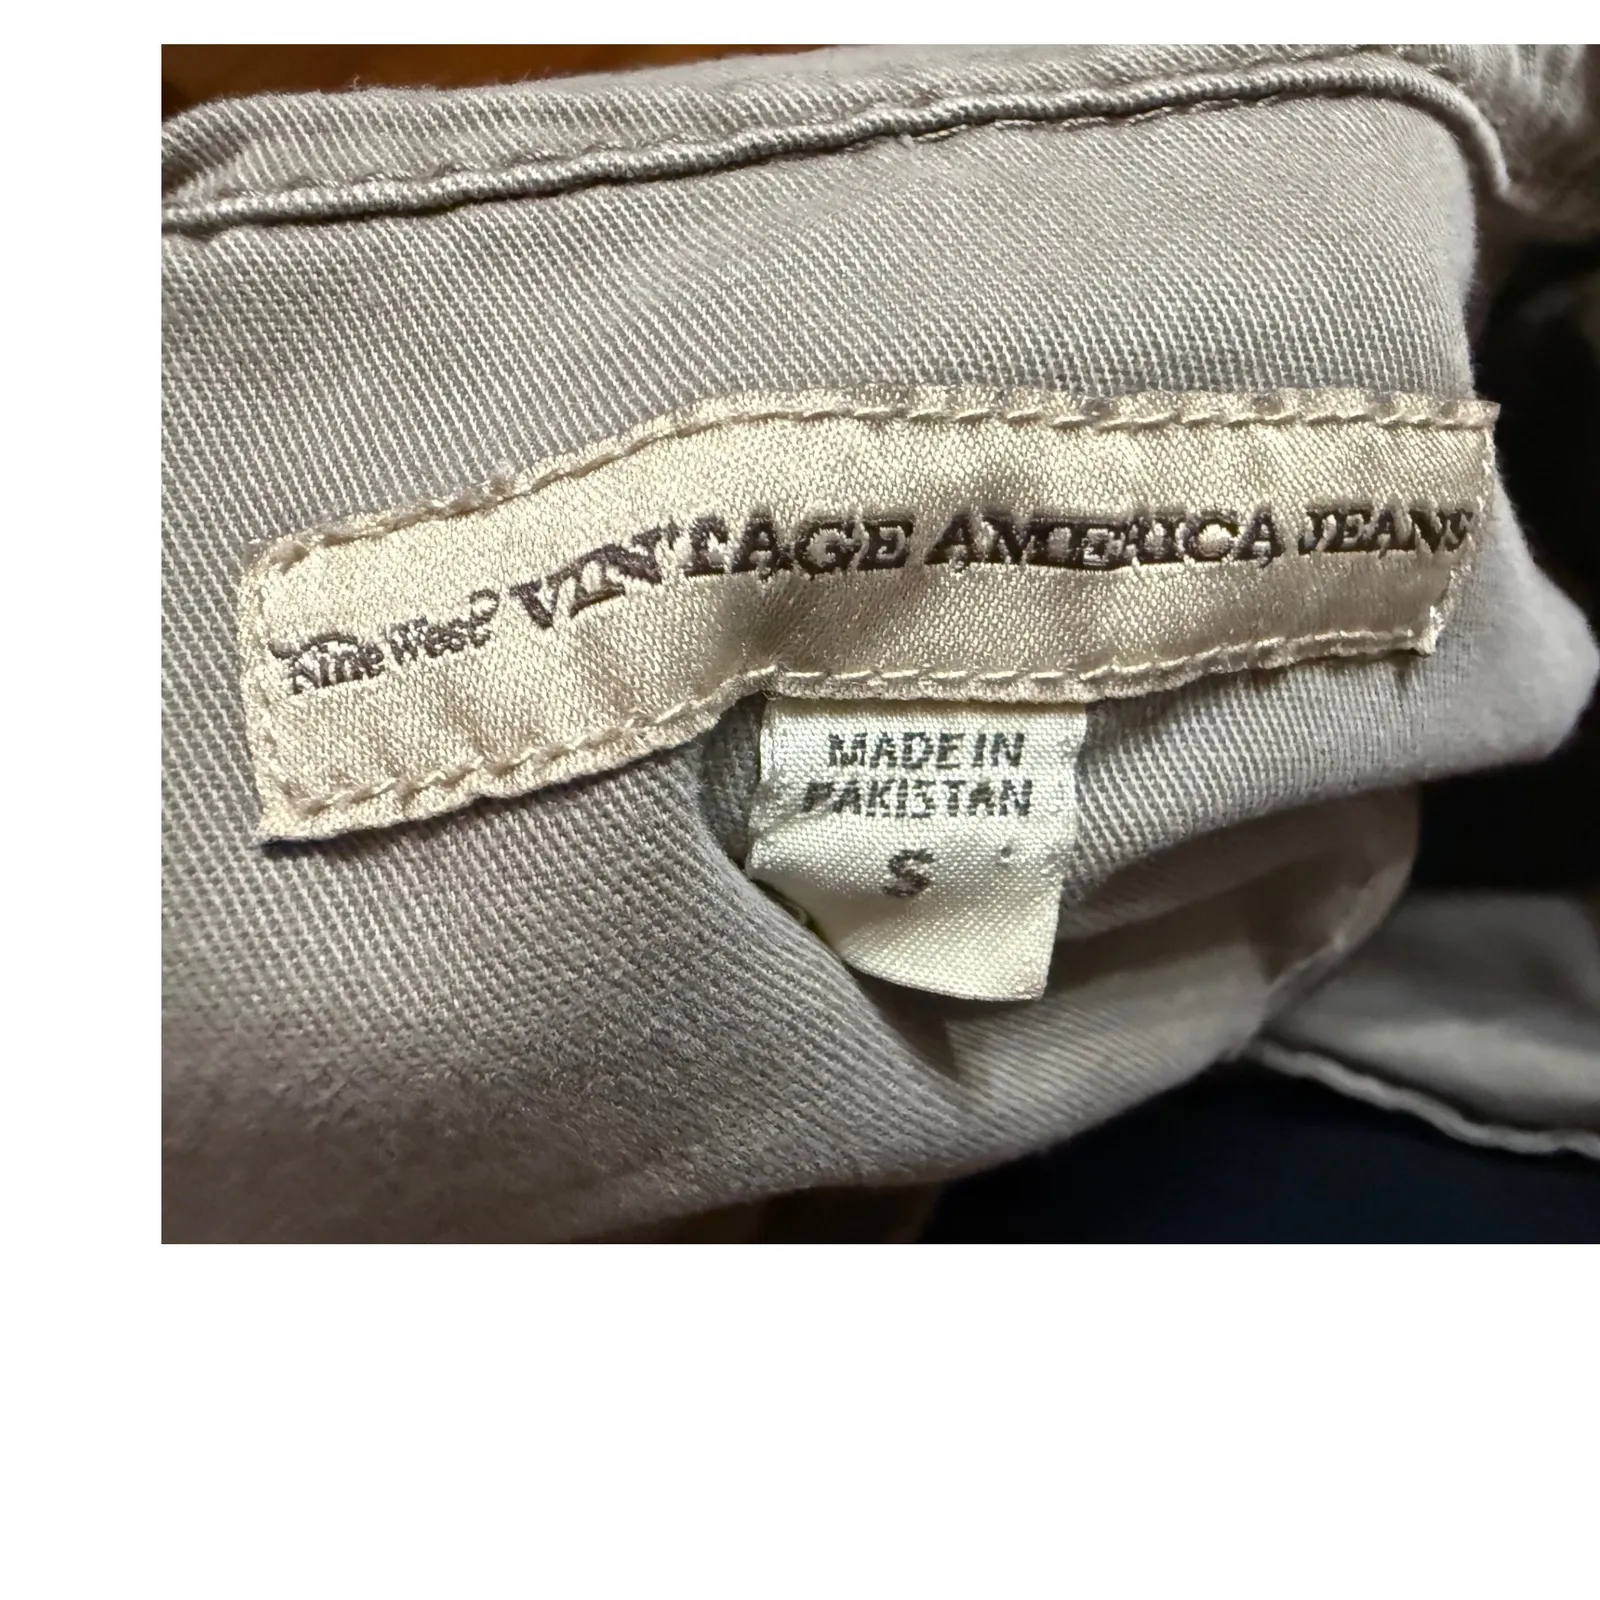 Nine West VINTAGE AMERICA JEANS
MADE IN
PAKISTAN
S